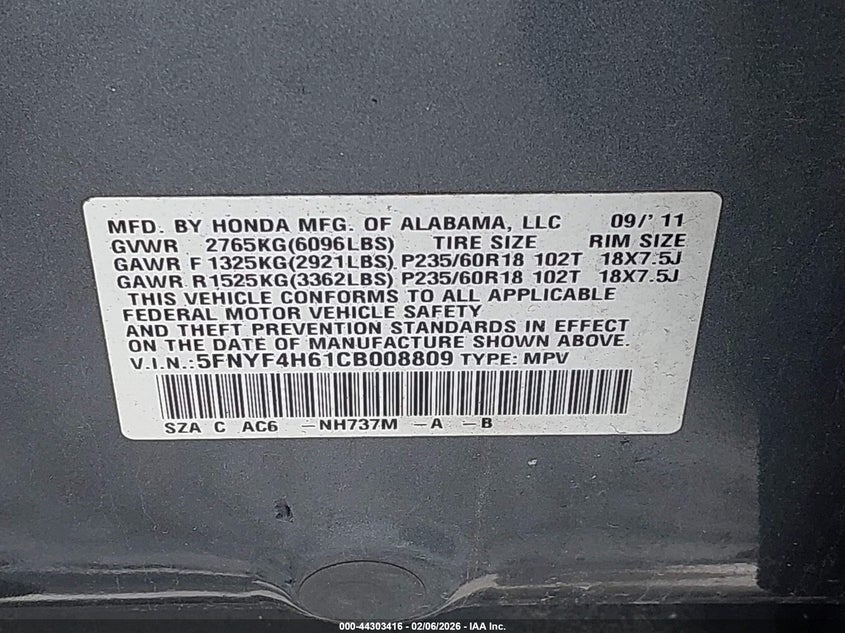 MFD. BY HONDA MFG. OF ALABAMA, LLC 09/'11
GVWR 2765KG(6096LBS) TIRE SIZE RIM SIZE
GAWR F 1325KG(2921LBS) P235/60R18 102T 18X7.5J
GAWR R1525KG(3362LBS) P235/60R18 102T 18X7.5J
THIS VEHICLE CONFORMS TO ALL APPLICABLE
FEDERAL MOTOR VEHICLE SAFETY
AND THEFT PREVENTION STANDARDS IN EFFECT
ON THE DATE OF MANUFACTURE SHOWN ABOVE.
V.I.N.:5FNYF4H61CB008809 TYPE: MPV
SZA C AC6 -NH737M -A -B
000-44303416 - 02/06/2026 - IAA Inc.